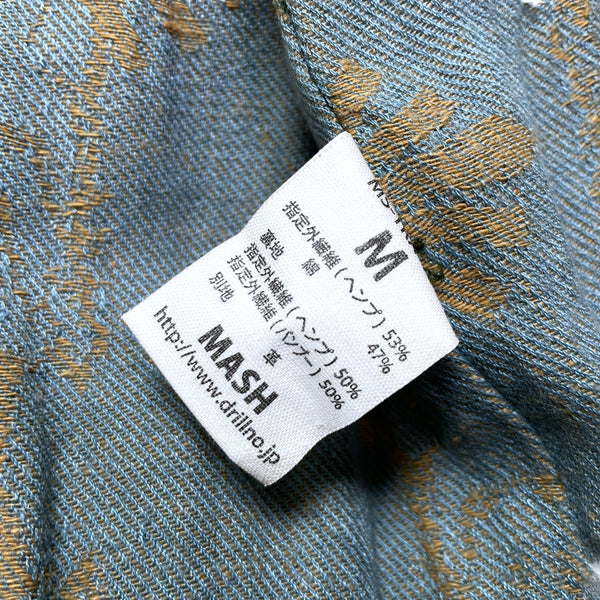 M
指定外繊維 ( ヘンプ ) 53%
絹 47%
裏地
指定外繊維 ( ヘンプ ) 50%
指定外繊維 ( バンブー ) 50%
別地 革
MASH
http://www.drillno.jp